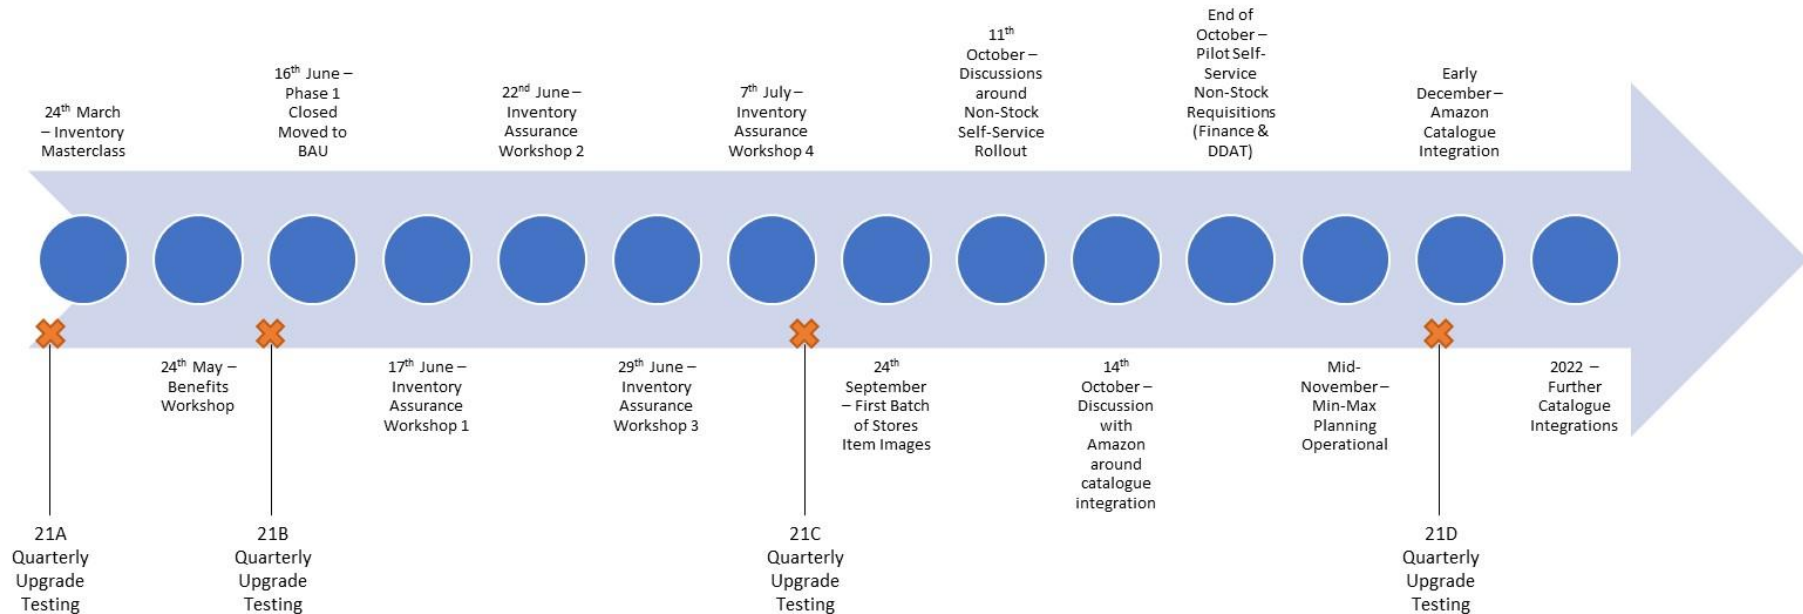 24th March
– Inventory
Masterclass
16th June –
Phase 1
Closed
Moved to
BAU
22nd June –
Inventory
Assurance
Workshop 2
7th July –
Inventory
Assurance
Workshop 4
11th
October –
Discussions
around
Non-Stock
Self-Service
Rollout
End of
October –
Pilot Self-
Service
Non-Stock
Requisitions
(Finance &
DDAT)
Early
December –
Amazon
Catalogue
Integration
24th May –
Benefits
Workshop
17th June –
Inventory
Assurance
Workshop 1
29th June –
Inventory
Assurance
Workshop 3
24th
September
– First Batch
of Stores
Item Images
14th
October –
Discussion
with
Amazon
around
catalogue
integration
Mid-
November –
Min-Max
Planning
Operational
2022 –
Further
Catalogue
Integrations
21A
Quarterly
Upgrade
Testing
21B
Quarterly
Upgrade
Testing
21C
Quarterly
Upgrade
Testing
21D
Quarterly
Upgrade
Testing